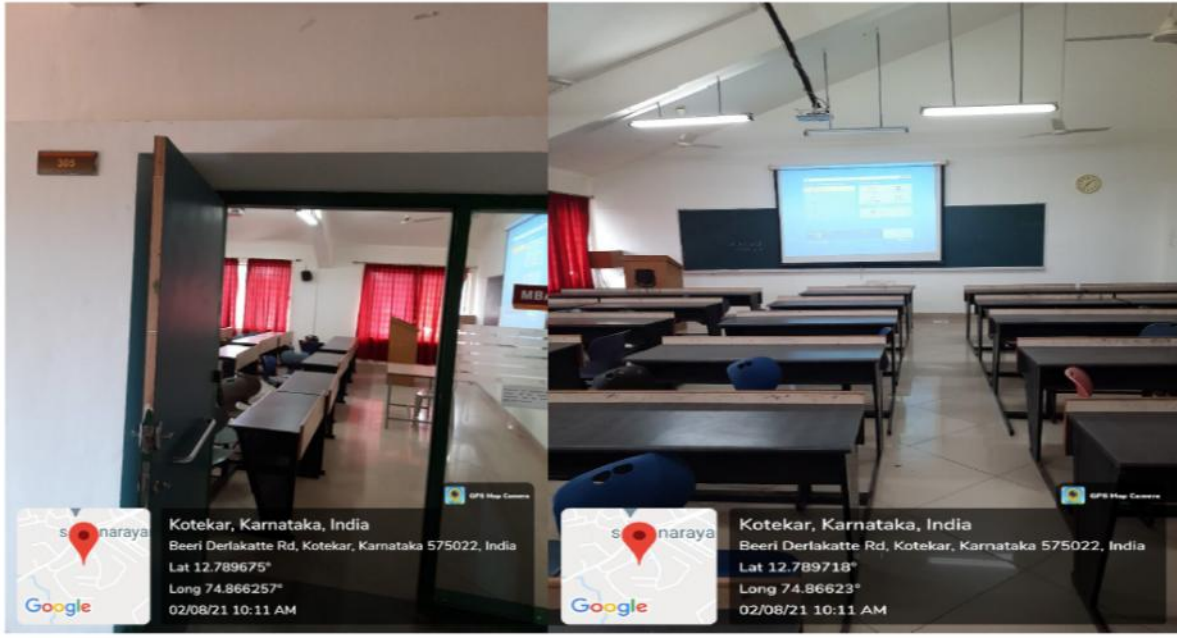 305
MBA
GPS Map Camera
Kotekar, Karnataka, India
Beeri Derlakatte Rd, Kotekar, Karnataka 575022, India
Lat 12.789675°
Long 74.866257°
02/08/21 10:11 AM
naraya
Google
GPS Map Camera
Kotekar, Karnataka, India
Beeri Derlakatte Rd, Kotekar, Karnataka 575022, India
Lat 12.789718°
Long 74.86623°
02/08/21 10:11 AM
naraya
Google